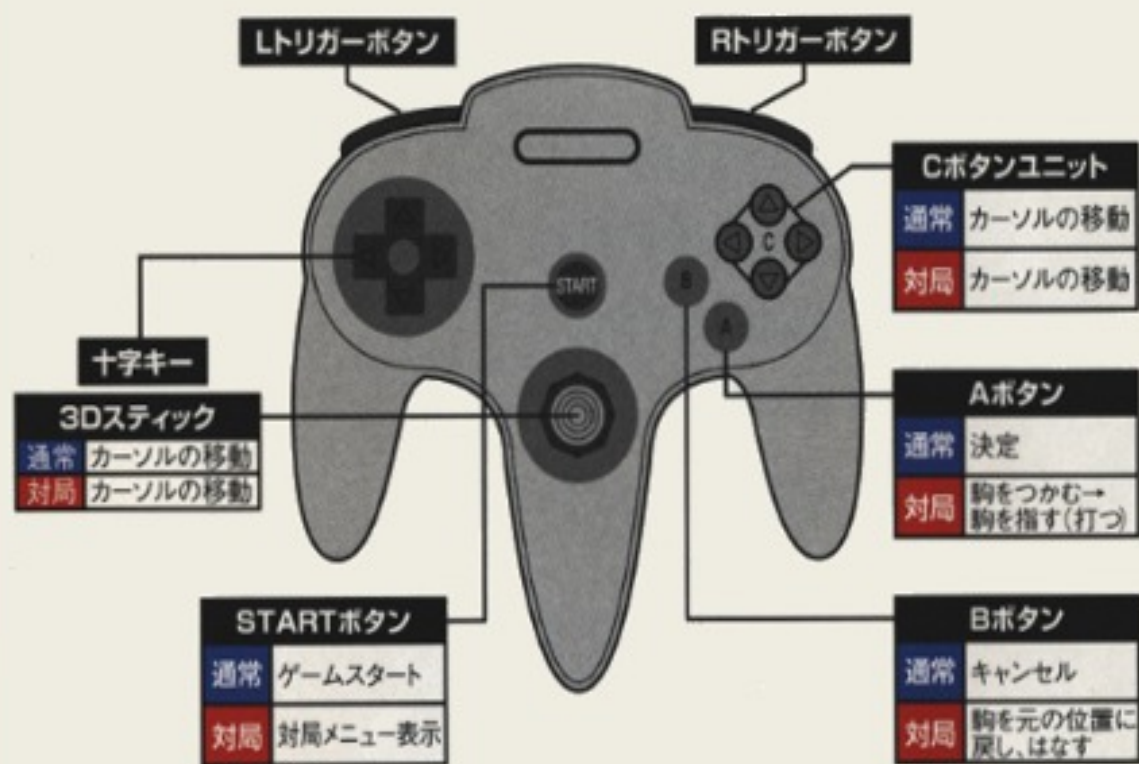 Lトリガーボタン
Rトリガーボタン
Cボタンユニット
通常 カーソルの移動
対局 カーソルの移動
C
START
B
A
十字キー
3Dスティック
通常 カーソルの移動
対局 カーソルの移動
Aボタン
通常 決定
対局 駒をつかむ→
駒を指す(打つ)
STARTボタン
通常 ゲームスタート
対局 対局メニュー表示
Bボタン
通常 キャンセル
対局 駒を元の位置に
戻し、はなす